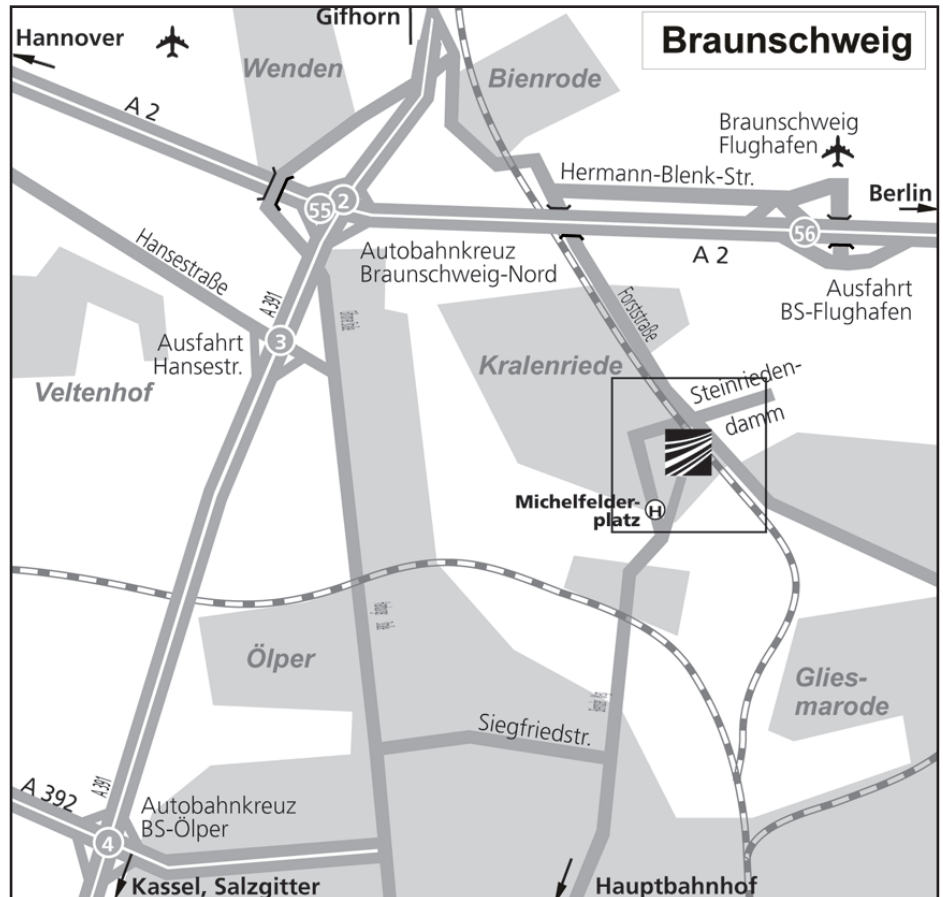 Gifhorn
Hannover
Braunschweig
Wenden
Bienrode
A 2
Braunschweig
Flughafen
Hermann-Blenk-Str.
Berlin
2
55
56
Hansestraße
Autobahnkreuz
Braunschweig-Nord
A 2
A 391
Ausfahrt
BS-Flughafen
Forststraße
3
Ausfahrt
Hansestr.
Kralenriede
Veltenhof
Steinrieden-
damm
Michelfelder-
platz
H
Ölper
Glies-
marode
Siegfriedstr.
A 392
A 391
Autobahnkreuz
BS-Ölper
4
Kassel, Salzgitter
Hauptbahnhof